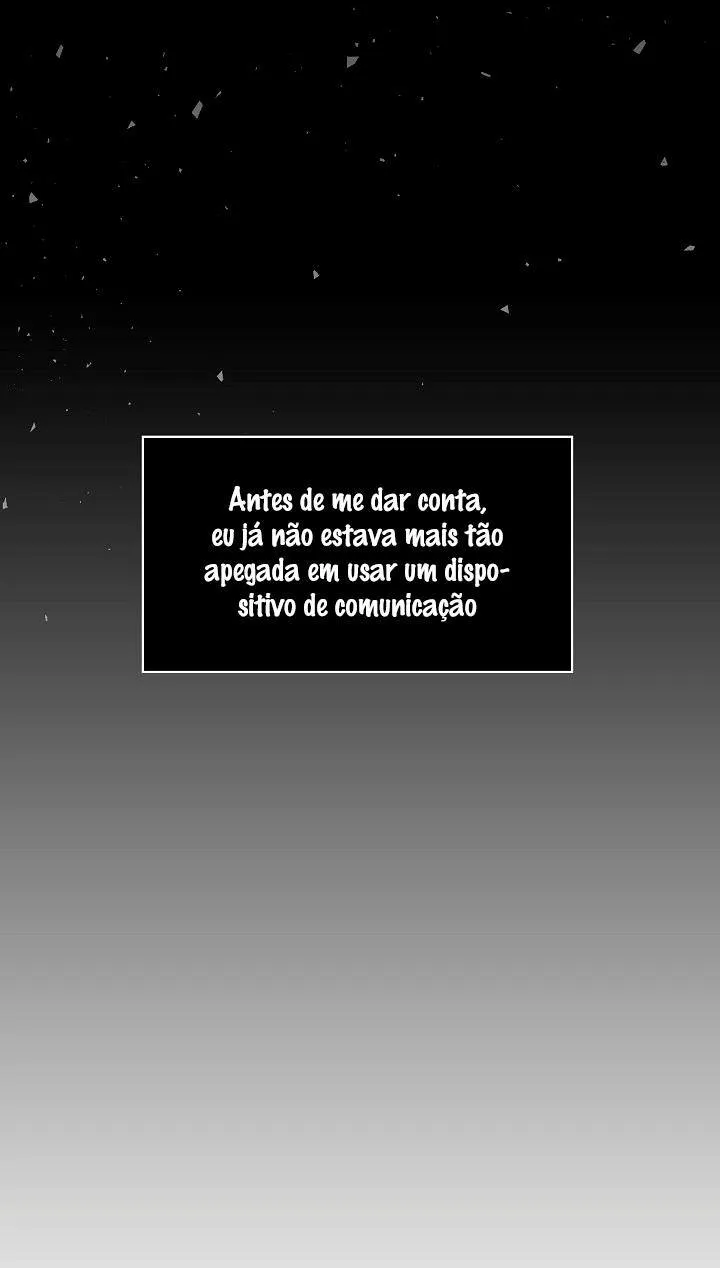 Antes de me dar conta,
eu já não estava mais tão
apegada em usar um dispo-
sitivo de comunicação